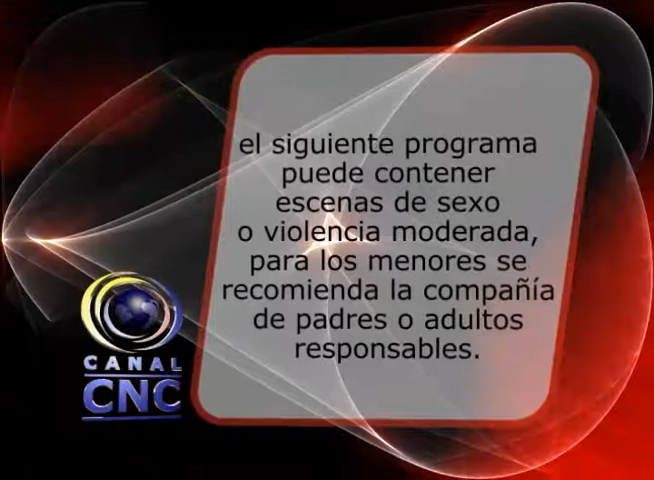 el siguiente programa
puede contener
escenas de sexo
o violencia moderada,
para los menores se
recomienda la compañía
de padres o adultos
responsables.
CANAL
CNC